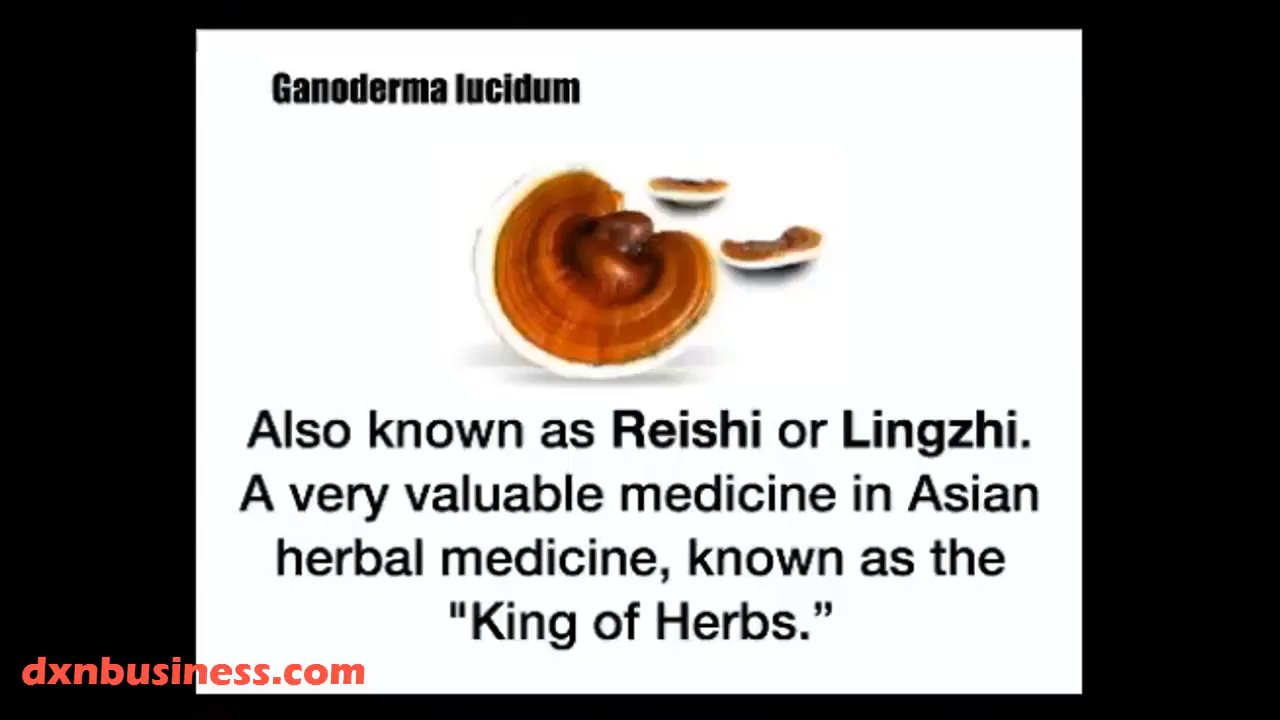 Ganoderma lucidum
Also known as Reishi or Lingzhi.
A very valuable medicine in Asian
herbal medicine, known as the
"King of Herbs.”
dxnbusiness.com